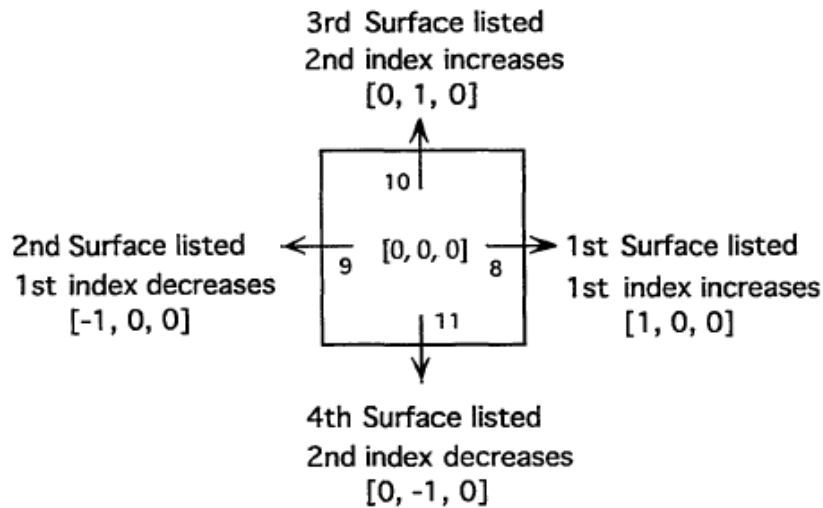 3rd Surface listed
2nd index increases
[0, 1, 0]
10
2nd Surface listed
1st index decreases
[-1, 0, 0]
9
[0, 0, 0]
8
1st Surface listed
1st index increases
[1, 0, 0]
11
4th Surface listed
2nd index decreases
[0, -1, 0]